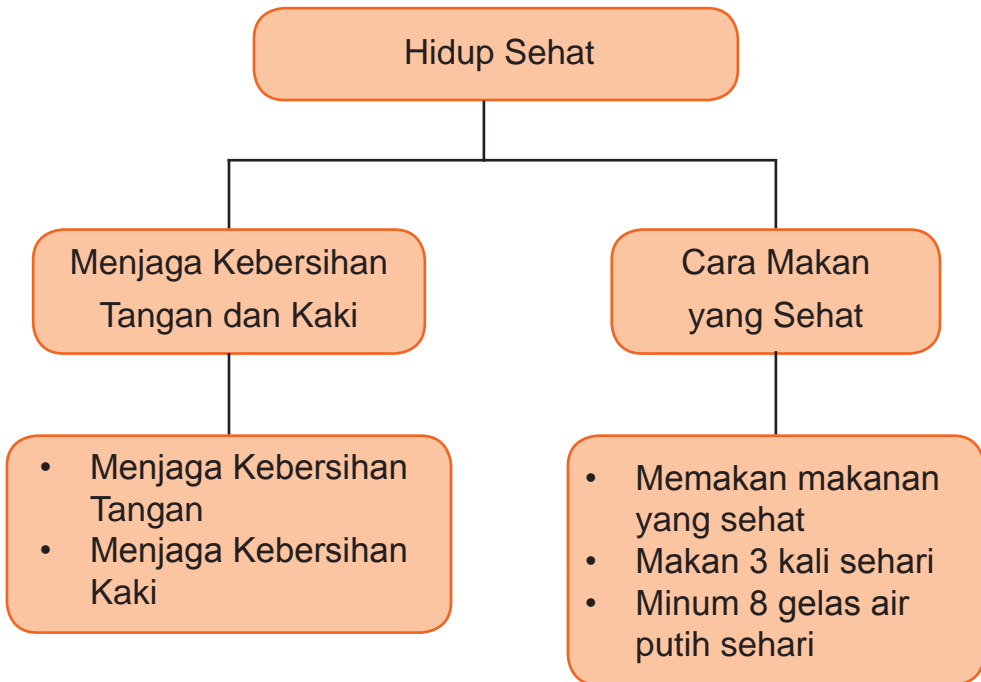 Hidup Sehat
Menjaga Kebersihan
Tangan dan Kaki
Cara Makan
yang Sehat
• Menjaga Kebersihan
Tangan
• Menjaga Kebersihan
Kaki
• Memakan makanan
yang sehat
• Makan 3 kali sehari
• Minum 8 gelas air
putih sehari